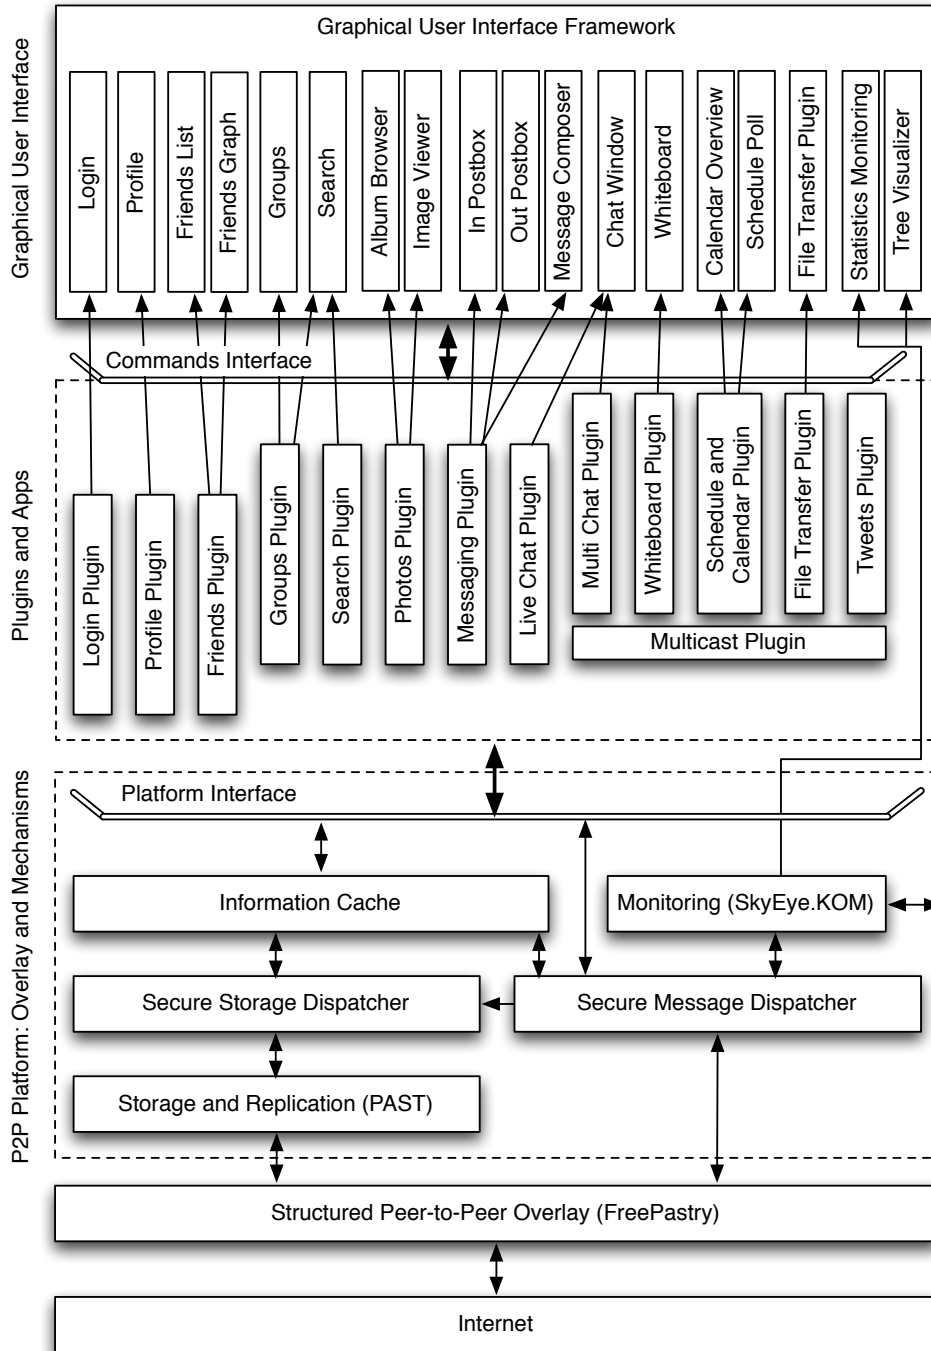 Graphical User Interface
Graphical User Interface Framework
Login
Profile
Friends List
Friends Graph
Groups
Search
Album Browser
Image Viewer
In Postbox
Out Postbox
Message Composer
Chat Window
Whiteboard
Calendar Overview
Schedule Poll
File Transfer Plugin
Statistics Monitoring
Tree Visualizer
Commands Interface
Plugins and Apps
Login Plugin
Profile Plugin
Friends Plugin
Groups Plugin
Search Plugin
Photos Plugin
Messaging Plugin
Live Chat Plugin
Multi Chat Plugin
Whiteboard Plugin
Schedule and
Calendar Plugin
File Transfer Plugin
Tweets Plugin
Multicast Plugin
P2P Platform: Overlay and Mechanisms
Platform Interface
Information Cache
Monitoring (SkyEye.KOM)
Secure Storage Dispatcher
Secure Message Dispatcher
Storage and Replication (PAST)
Structured Peer-to-Peer Overlay (FreePastry)
Internet